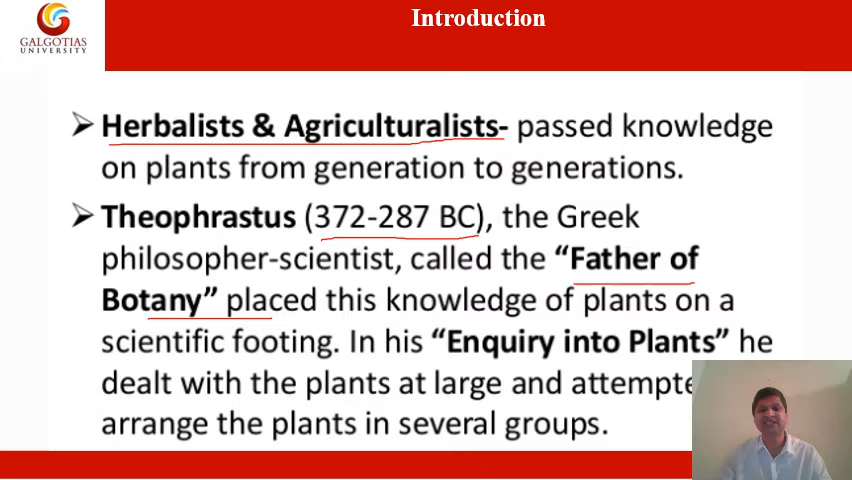 Introduction
GALGOTIAS
UNIVERSITY
➢ Herbalists & Agriculturalists- passed knowledge
on plants from generation to generations.
➢ Theophrastus (372-287 BC), the Greek
philosopher-scientist, called the “Father of
Botany” placed this knowledge of plants on a
scientific footing. In his “Enquiry into Plants” he
dealt with the plants at large and
arrange the plants in several groups.